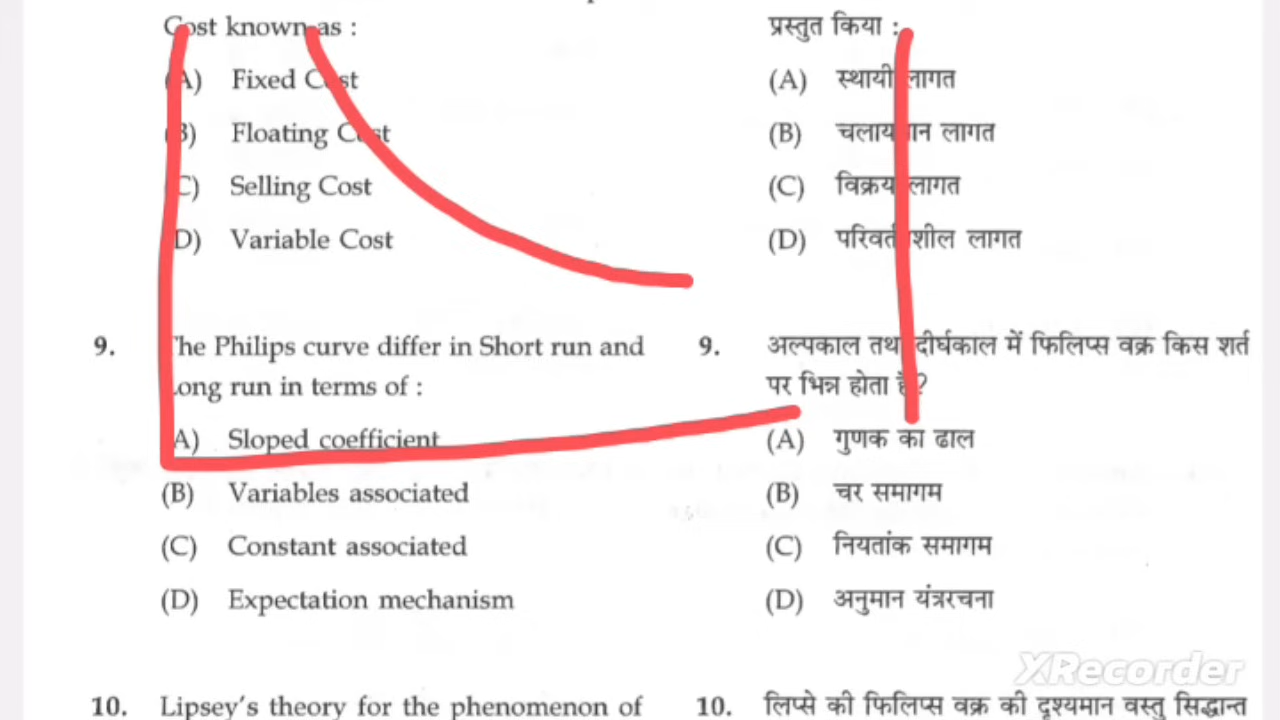 Cost known as :
(A) Fixed Cost
(B) Floating Cost
(C) Selling Cost
(D) Variable Cost
9. The Philips curve differ in Short run and
Long run in terms of :
(A) Sloped coefficient
(B) Variables associated
(C) Constant associated
(D) Expectation mechanism
10. Lipsey's theory for the phenomenon of
प्रस्तुत किया :
(A) स्थायी लागत
(B) चलायमान लागत
(C) विक्रय लागत
(D) परिवर्तनशील लागत
9. अल्पकाल तथा दीर्घकाल में फिलिप्स वक्र किस शर्त
पर भिन्न होता है ?
(A) गुणक का ढाल
(B) चर समागम
(C) नियतांक समागम
(D) अनुमान यंत्ररचना
10. लिप्से की फिलिप्स वक्र की दृश्यमान वस्तु सिद्धान्त
XRecorder